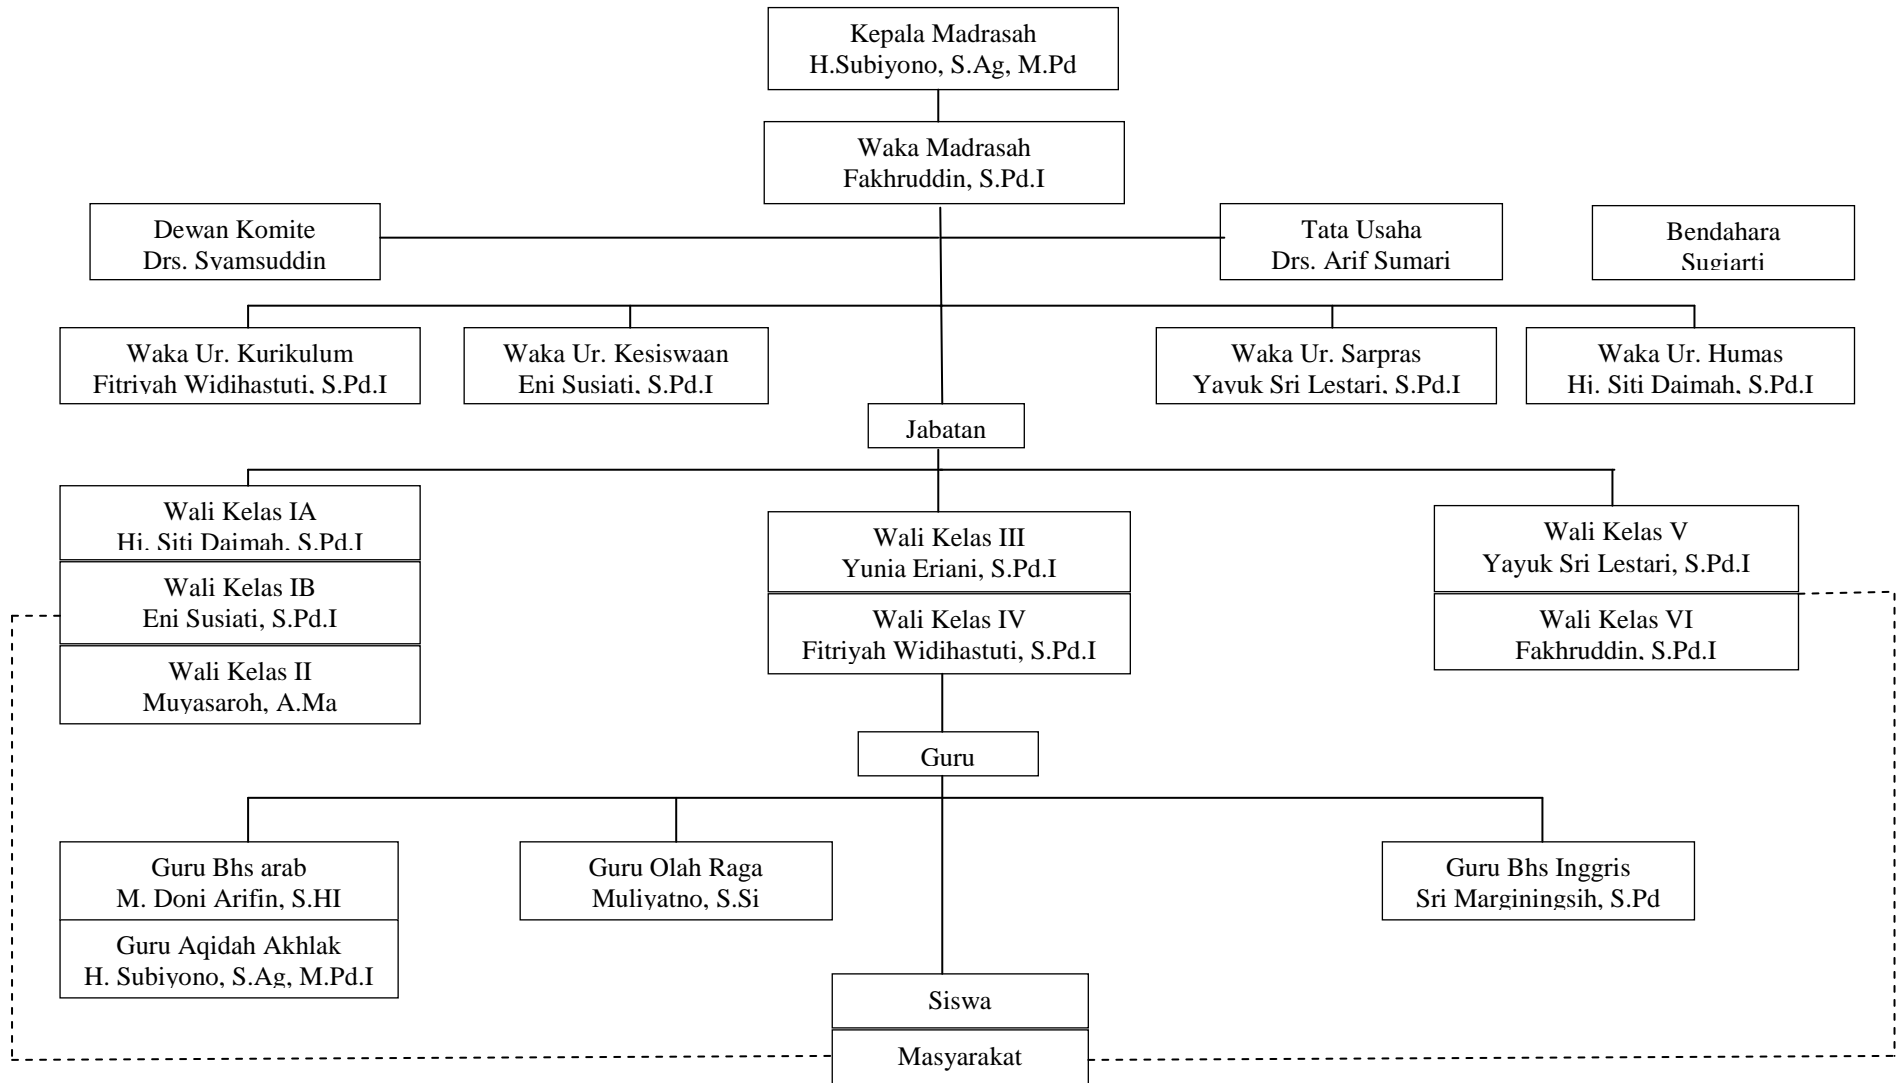 Kepala Madrasah
H.Subiyono, S.Ag, M.Pd
Waka Madrasah
Fakhruddin, S.Pd.I
Dewan Komite
Drs. Syamsuddin
Tata Usaha
Drs. Arif Sumari
Bendahara
Sugiarti
Waka Ur. Kurikulum
Fitriyah Widihastuti, S.Pd.I
Waka Ur. Kesiswaan
Eni Susiati, S.Pd.I
Waka Ur. Sarpras
Yayuk Sri Lestari, S.Pd.I
Waka Ur. Humas
Hj. Siti Daimah, S.Pd.I
Jabatan
Wali Kelas IA
Hj. Siti Daimah, S.Pd.I
Wali Kelas IB
Eni Susiati, S.Pd.I
Wali Kelas II
Muyasaroh, A.Ma
Wali Kelas III
Yunia Eriani, S.Pd.I
Wali Kelas IV
Fitriyah Widihastuti, S.Pd.I
Wali Kelas V
Yayuk Sri Lestari, S.Pd.I
Wali Kelas VI
Fakhruddin, S.Pd.I
Guru
Guru Bhs arab
M. Doni Arifin, S.HI
Guru Aqidah Akhlak
H. Subiyono, S.Ag, M.Pd.I
Guru Olah Raga
Muliyatno, S.Si
Guru Bhs Inggris
Sri Marginingsih, S.Pd
Siswa
Masyarakat